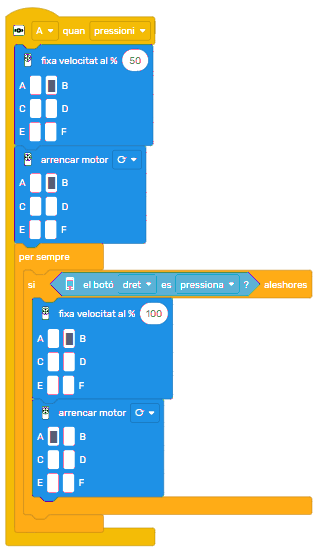 A quan pressioni
fixa velocitat al % 50
A B
C D
E F
arrencar motor
A B
C D
E F
per sempre
si el botó dret es pressiona ? aleshores
fixa velocitat al % 100
A B
C D
E F
arrencar motor
A B
C D
E F